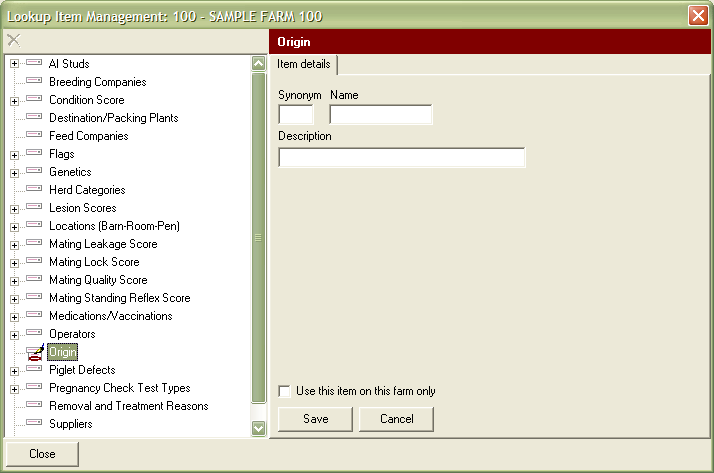 Lookup Item Management: 100 - SAMPLE FARM 100
AI Studs
Breeding Companies
Condition Score
Destination/Packing Plants
Feed Companies
Flags
Genetics
Herd Categories
Lesion Scores
Locations (Barn-Room-Pen)
Mating Leakage Score
Mating Lock Score
Mating Quality Score
Mating Standing Reflex Score
Medications/Vaccinations
Operators
Origin
Piglet Defects
Pregnancy Check Test Types
Removal and Treatment Reasons
Suppliers
Close
Origin
Item details
Synonym Name
Description
Use this item on this farm only
Save Cancel